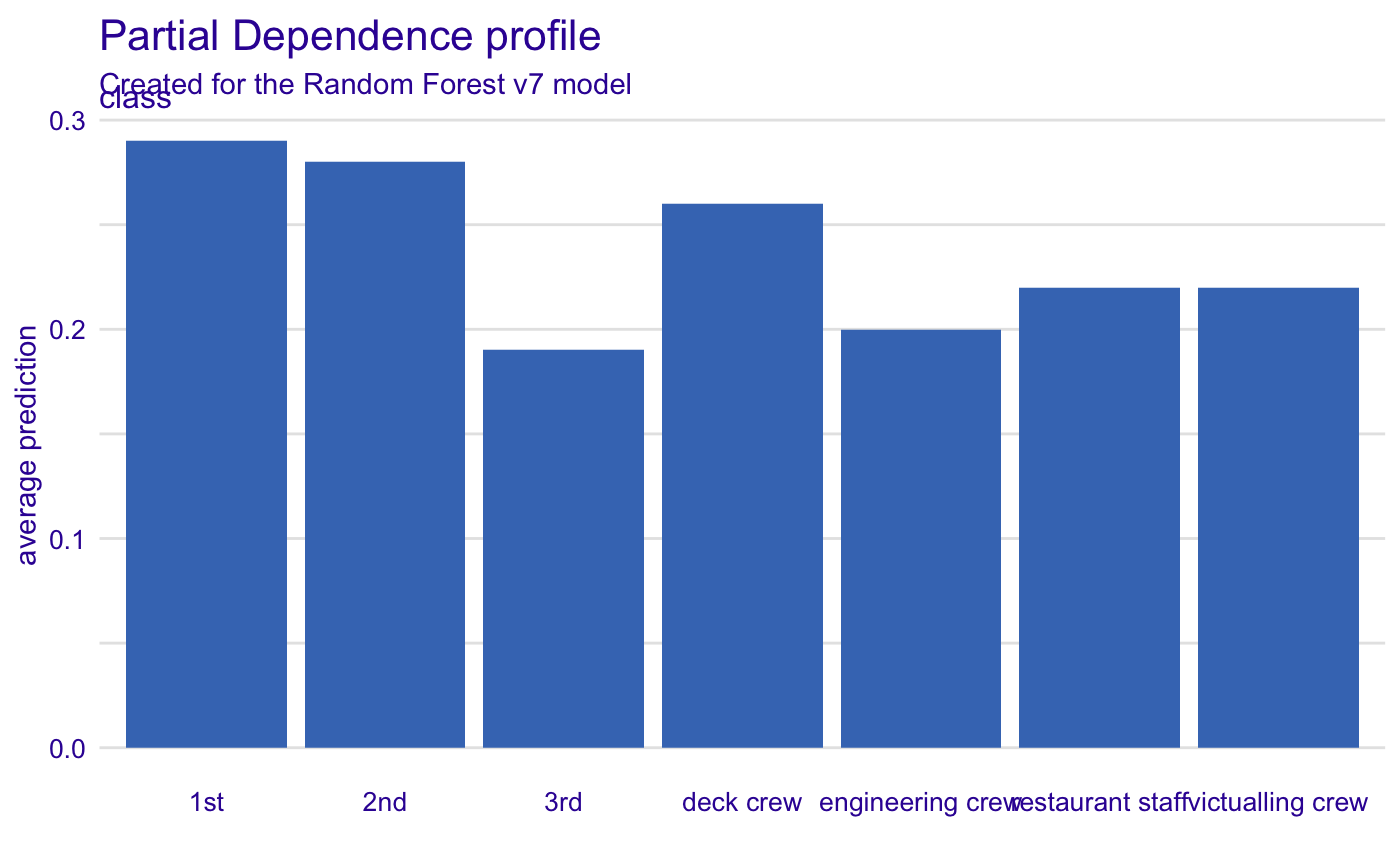 Partial Dependence profile
Created for the Random Forest v7 model
class
0.3
0.2
0.1
0.0
average prediction
1st 2nd 3rd deck crew engineering crew restaurant staff victualling crew